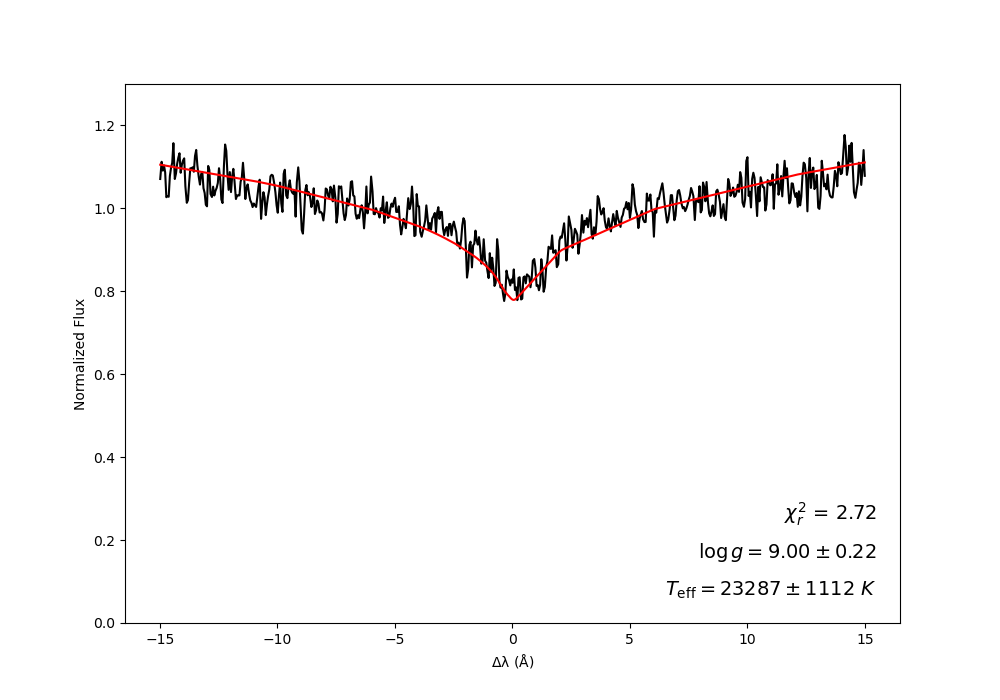 1.2
1.0
0.8
0.6
0.4
0.2
0.0
Normalized Flux
χ²ᵣ = 2.72
log g = 9.00 ± 0.22
T_eff = 23287 ± 1112 K
−15 −10 −5 0 5 10 15
Δλ (Å)